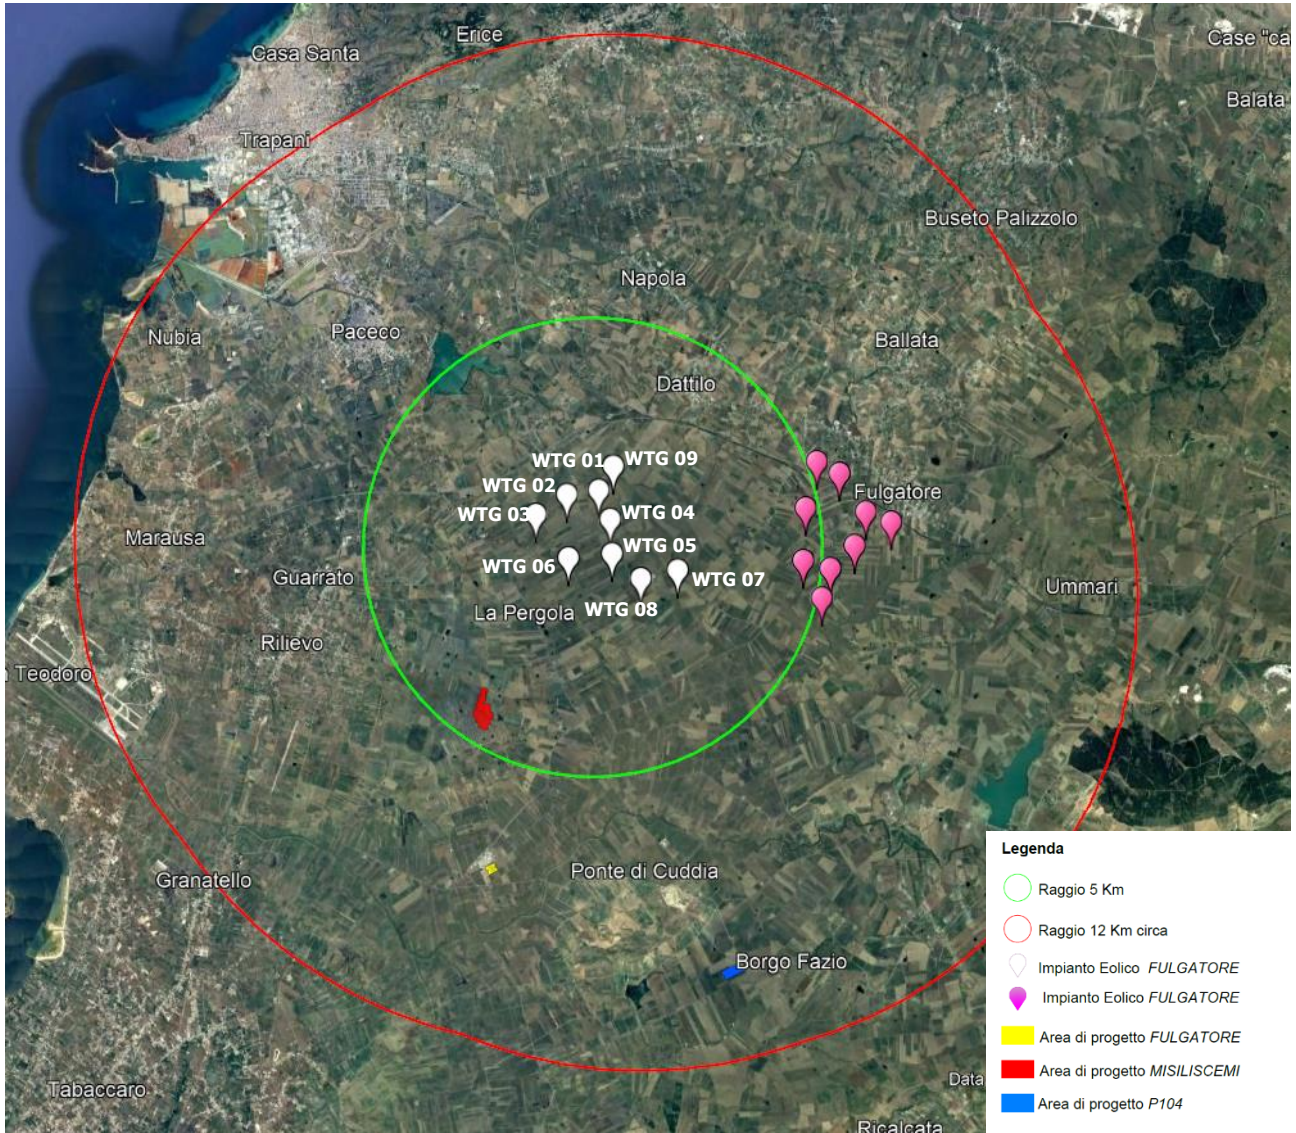 Erice
Casa Santa
Case "ca
Balata
Trapani
Buseto Palizzolo
Napola
Nubia
Paceco
Ballata
Dattilo
WTG 01
WTG 09
WTG 02
Fulgatore
WTG 03
WTG 04
Marausa
WTG 05
WTG 06
Guarrato
WTG 07
Ummari
La Pergola
WTG 08
Rilievo
Teodoro
Ponte di Cuddia
Granatello
Borgo Fazio
Tabaccaro
Data
Ricalcata
Legenda
Raggio 5 Km
Raggio 12 Km circa
Impianto Eolico FULGATORE
Impianto Eolico FULGATORE
Area di progetto FULGATORE
Area di progetto MISILISCEMI
Area di progetto P104